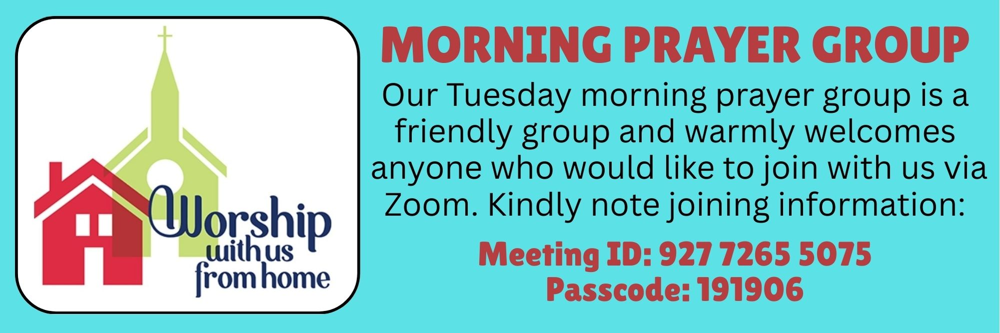 Worship
with us
from home
MORNING PRAYER GROUP
Our Tuesday morning prayer group is a
friendly group and warmly welcomes
anyone who would like to join with us via
Zoom. Kindly note joining information:
Meeting ID: 927 7265 5075
Passcode: 191906